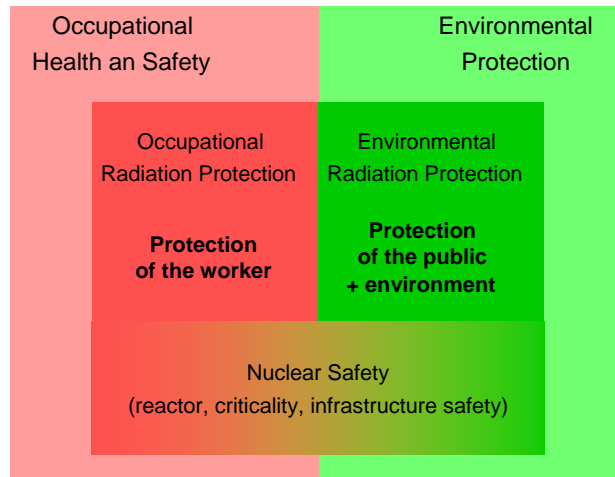 Occupational
Health an Safety
Environmental
Protection
Occupational
Radiation Protection
Protection
of the worker
Environmental
Radiation Protection
Protection
of the public
+ environment
Nuclear Safety
(reactor, criticality, infrastructure safety)